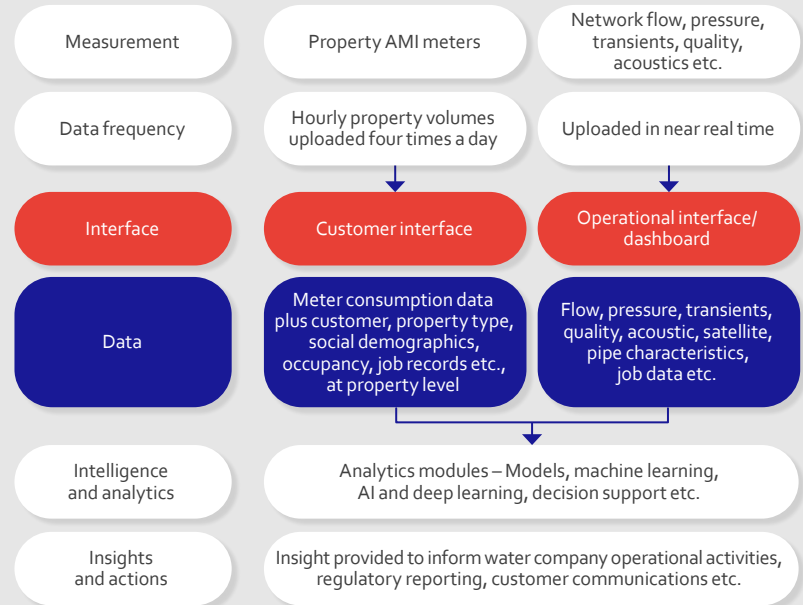 Measurement
Property AMI meters
Network flow, pressure,
transients, quality,
acoustics etc.
Data frequency
Hourly property volumes
uploaded four times a day
Uploaded in near real time
Interface
Customer interface
Operational interface/
dashboard
Data
Meter consumption data
plus customer, property type,
social demographics,
occupancy, job records etc.,
at property level
Flow, pressure, transients,
quality, acoustic, satellite,
pipe characteristics,
job data etc.
Intelligence
and analytics
Analytics modules – Models, machine learning,
AI and deep learning, decision support etc.
Insights
and actions
Insight provided to inform water company operational activities,
regulatory reporting, customer communications etc.